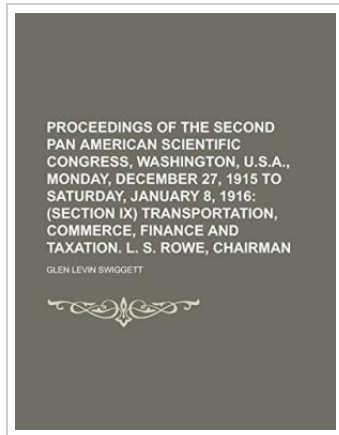 PROCEEDINGS OF THE SECOND
PAN AMERICAN SCIENTIFIC
CONGRESS, WASHINGTON, U.S.A.,
MONDAY, DECEMBER 27, 1915 TO
SATURDAY, JANUARY 8, 1916:
(SECTION IX) TRANSPORTATION,
COMMERCE, FINANCE AND
TAXATION. L. S. ROWE, CHAIRMAN
GLEN LEVIN SWIGGETT